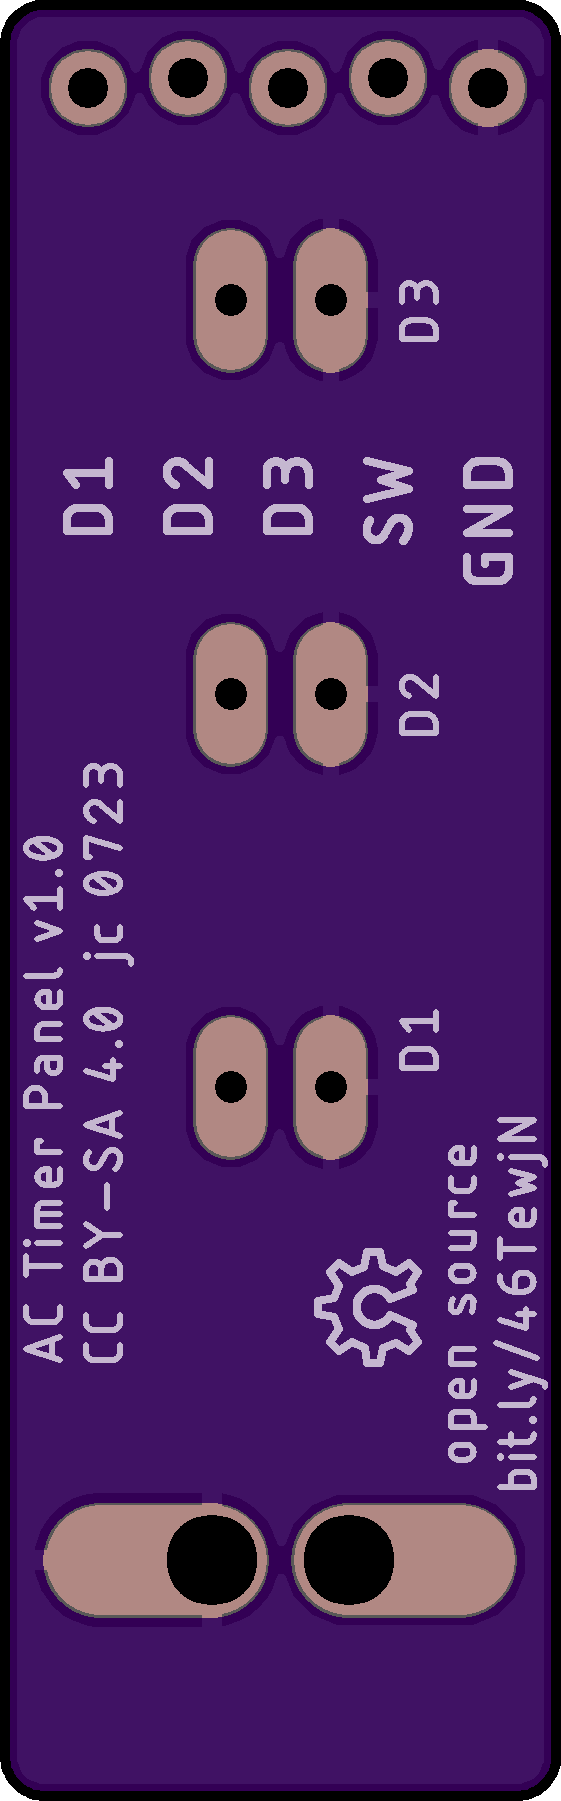 D3
D1
D2
D3
SW
GND
D2
D1
AC Timer Panel v1.0
CC BY-SA 4.0 jc 0723
open source
bit.ly/46TewjN